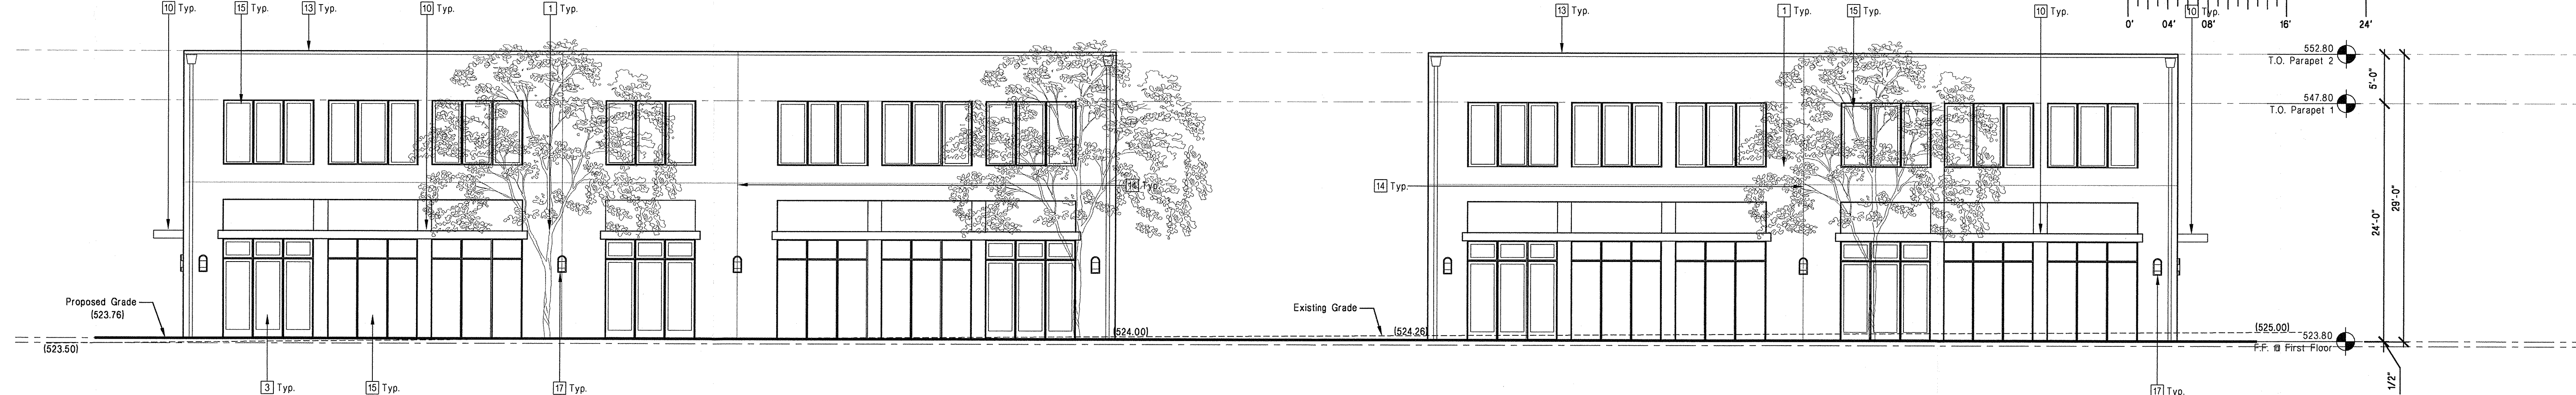 10 Typ.
15 Typ.
13 Typ.
10 Typ.
1 Typ.
13 Typ.
1 Typ.
15 Typ.
10 Typ.
10 Typ.
0' 04' 08' 16' 24'
552.80
T.O. Parapet 2
5'-0"
547.80
T.O. Parapet 1
14 Typ.
14 Typ.
24'-0"
29'-0"
Proposed Grade
(523.76)
Existing Grade
(523.50)
(524.00)
(524.26)
(525.00)
523.80
F.F. @ First Floor
1/2"
3 Typ.
15 Typ.
17 Typ.
17 Typ.